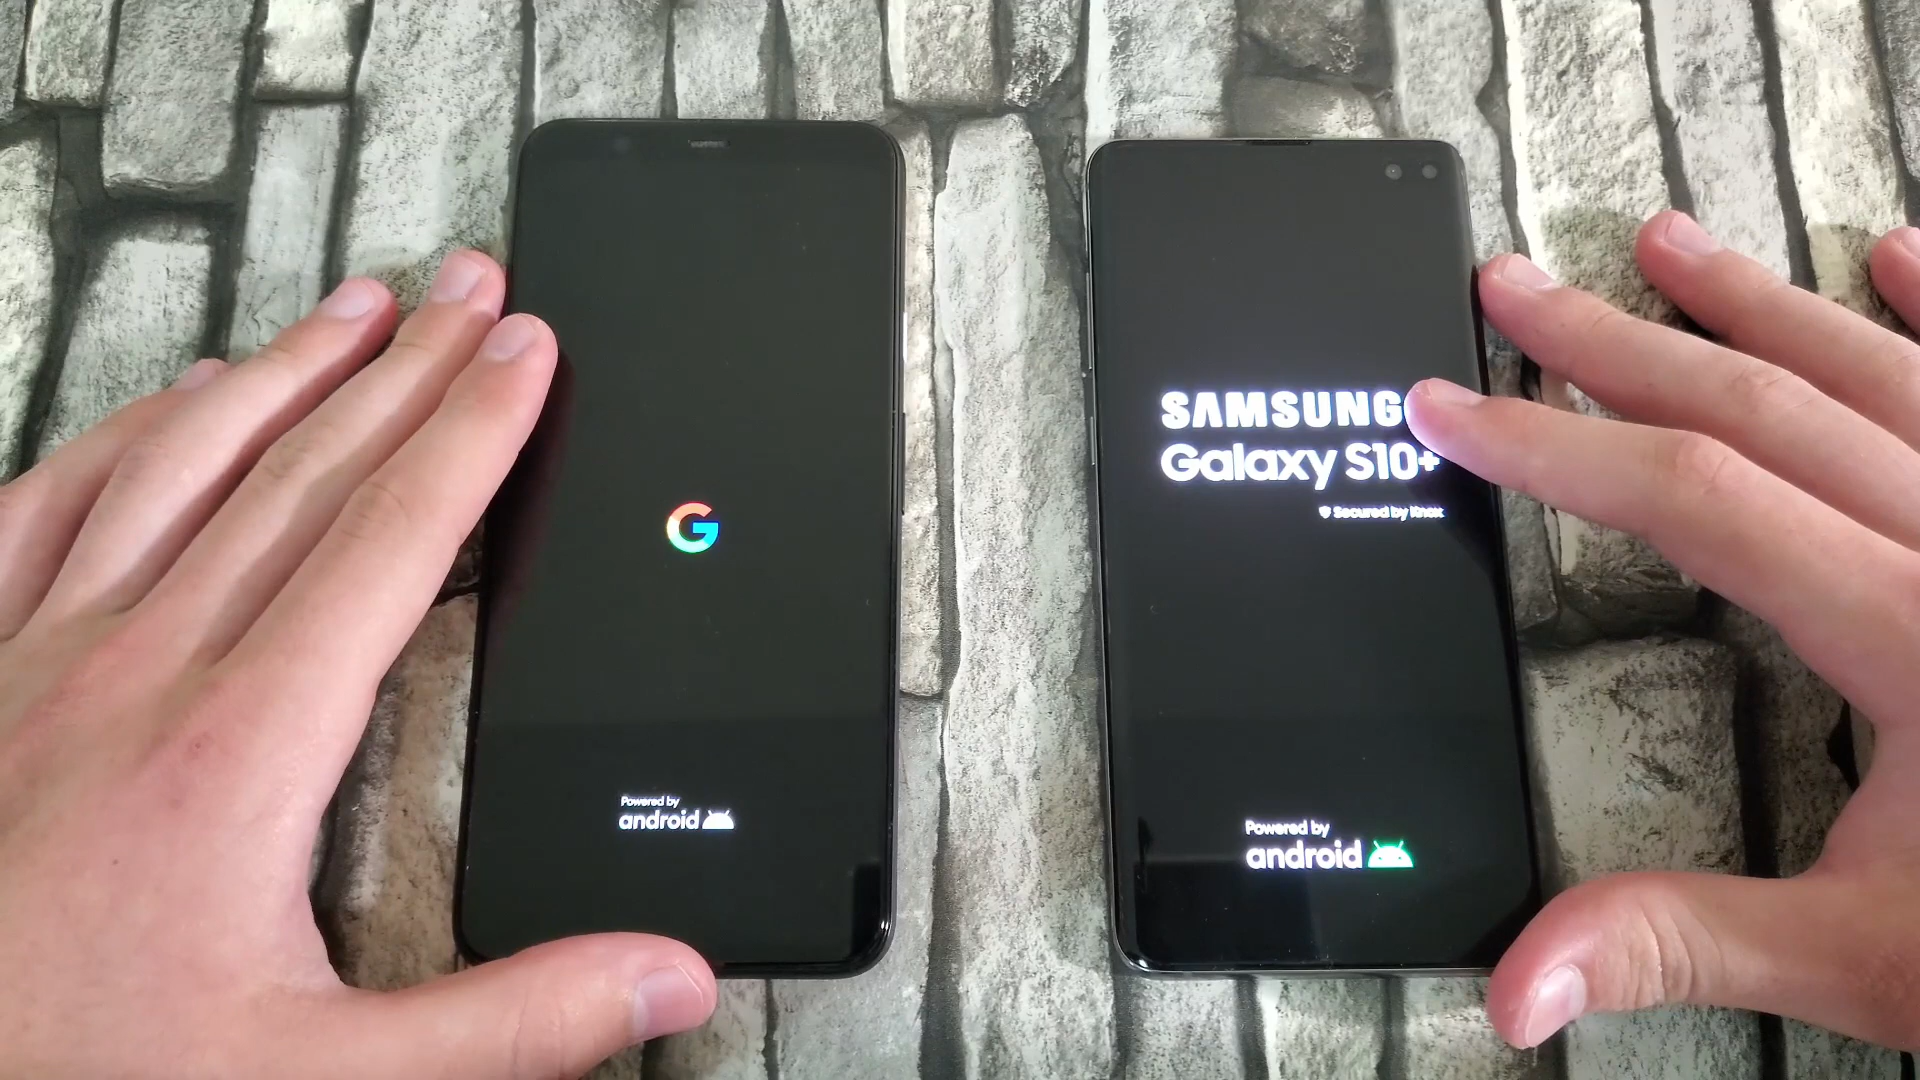 G
Powered by
android
SAMSUNG
Galaxy S10+
Secured by Knox
Powered by
android